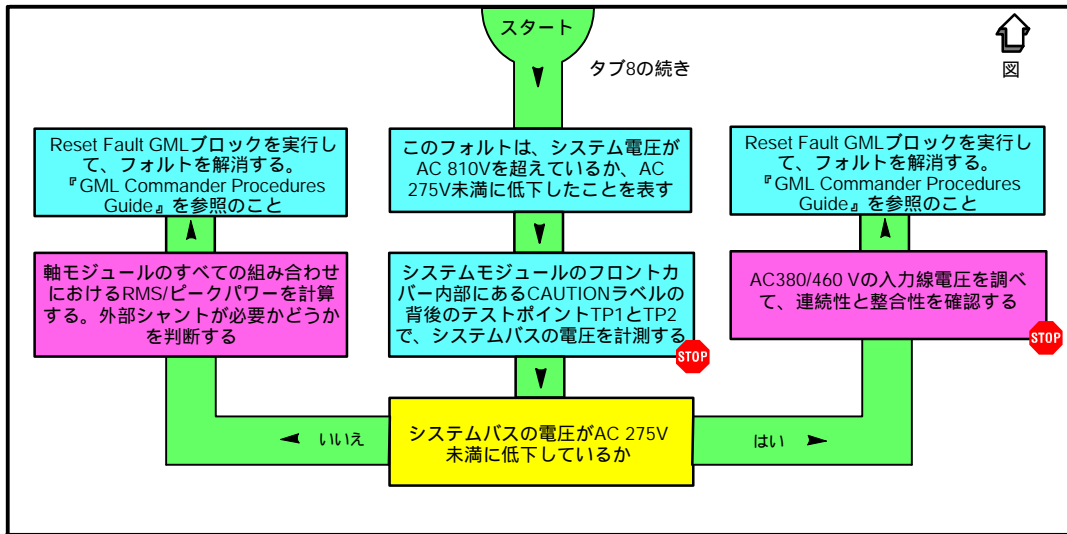 スタート
タブ8の続き
図
Reset Fault GMLブロックを実行し
て、フォルトを解消する。
『GML Commander Procedures
Guide』を参照のこと
このフォルトは、システム電圧が
AC 810Vを超えているか、AC
275V未満に低下したことを表す
Reset Fault GMLブロックを実行し
て、フォルトを解消する。
『GML Commander Procedures
Guide』を参照のこと
軸モジュールのすべての組み合わせ
におけるRMS/ピークパワーを計算
する。外部シャントが必要かどうか
を判断する
システムモジュールのフロントカ
バー内部にあるCAUTIONラベルの
背後のテストポイントTP1とTP2
で、システムバスの電圧を計測する
STOP
AC380/460 Vの入力線電圧を調べ
て、連続性と整合性を確認する
STOP
いいえ
システムバスの電圧がAC 275V
未満に低下しているか
はい